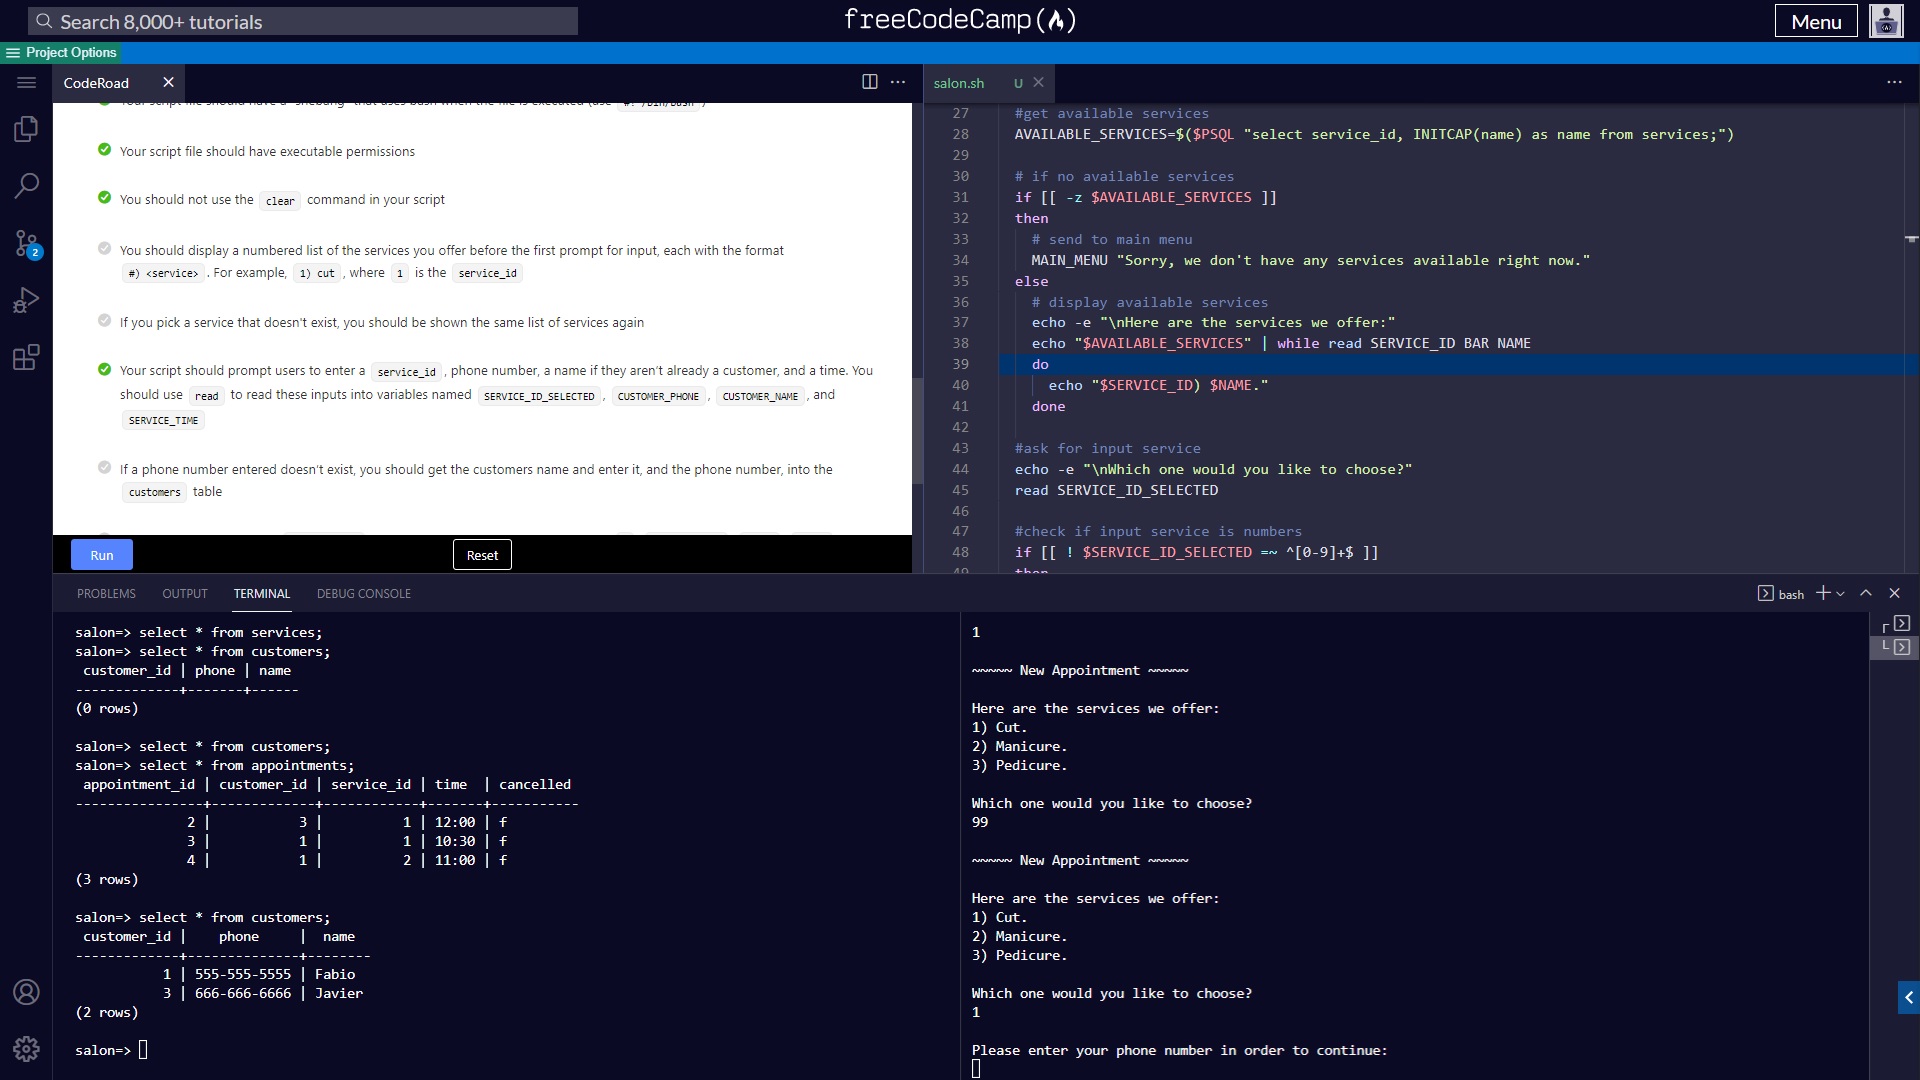 Search 8,000+ tutorials
freeCodeCamp
Menu
Project Options
CodeRoad
salon.sh U
Your script file should have a "shebang" that uses bash when the file is executed (use #! /bin/bash )
Your script file should have executable permissions
You should not use the clear command in your script
You should display a numbered list of the services you offer before the first prompt for input, each with the format
#) <service> . For example, 1) cut , where 1 is the service_id
If you pick a service that doesn't exist, you should be shown the same list of services again
Your script should prompt users to enter a service_id , phone number, a name if they aren’t already a customer, and a time. You
should use read to read these inputs into variables named SERVICE_ID_SELECTED , CUSTOMER_PHONE , CUSTOMER_NAME , and
SERVICE_TIME
If a phone number entered doesn’t exist, you should get the customers name and enter it, and the phone number, into the
customers table
Run
Reset
27 #get available services
28 AVAILABLE_SERVICES=$($PSQL "select service_id, INITCAP(name) as name from services;")
29
30 # if no available services
31 if [[ -z $AVAILABLE_SERVICES ]]
32 then
33 # send to main menu
34 MAIN_MENU "Sorry, we don't have any services available right now."
35 else
36 # display available services
37 echo -e "\nHere are the services we offer:"
38 echo "$AVAILABLE_SERVICES" | while read SERVICE_ID BAR NAME
39 do
40 echo "$SERVICE_ID) $NAME."
41 done
42
43 #ask for input service
44 echo -e "\nWhich one would you like to choose?"
45 read SERVICE_ID_SELECTED
46
47 #check if input service is numbers
48 if [[ ! $SERVICE_ID_SELECTED =~ ^[0-9]+$ ]]
49 then
2
PROBLEMS OUTPUT TERMINAL DEBUG CONSOLE
bash
salon=> select * from services;
salon=> select * from customers;
customer_id | phone | name
-------------+-------+------
(0 rows)
salon=> select * from customers;
salon=> select * from appointments;
appointment_id | customer_id | service_id | time | cancelled
----------------+-------------+------------+-------+-----------
2 | 3 | 1 | 12:00 | f
3 | 1 | 1 | 10:30 | f
4 | 1 | 2 | 11:00 | f
(3 rows)
salon=> select * from customers;
customer_id | phone | name
-------------+--------------+--------
1 | 555-555-5555 | Fabio
3 | 666-666-6666 | Javier
(2 rows)
salon=>
1
~~~~~ New Appointment ~~~~~
Here are the services we offer:
1) Cut.
2) Manicure.
3) Pedicure.
Which one would you like to choose?
99
~~~~~ New Appointment ~~~~~
Here are the services we offer:
1) Cut.
2) Manicure.
3) Pedicure.
Which one would you like to choose?
1
Please enter your phone number in order to continue: